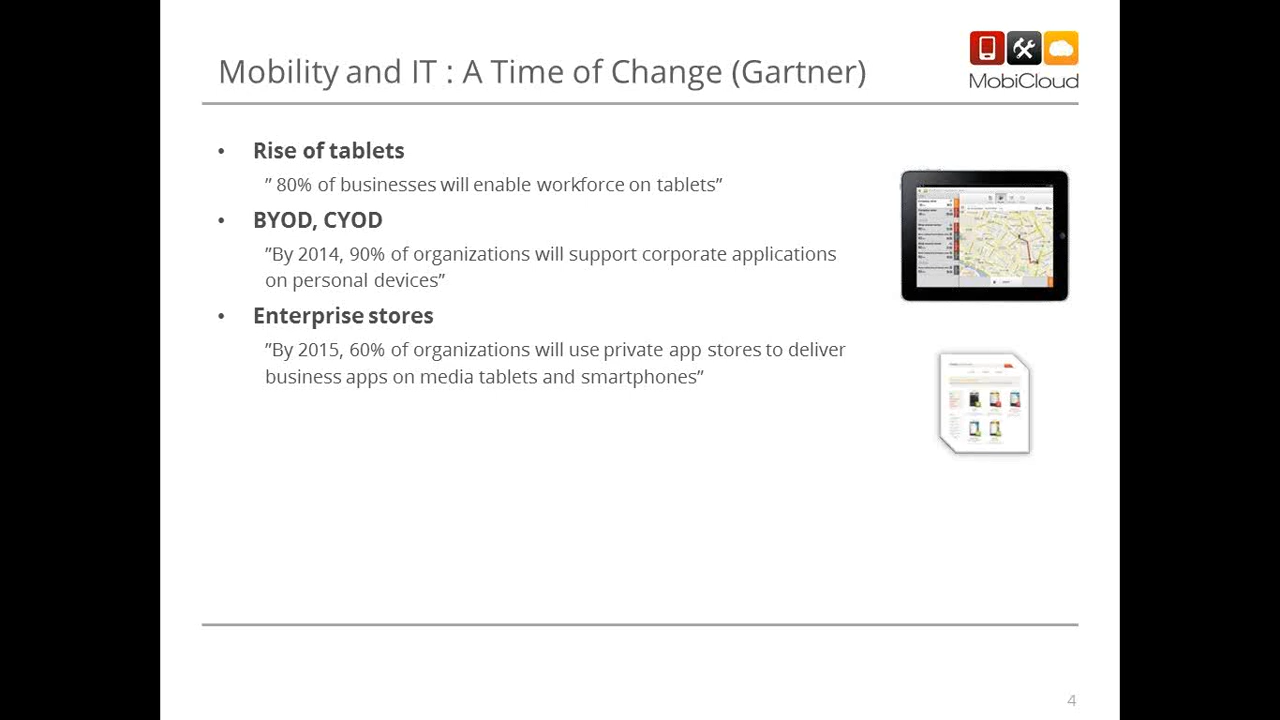 Mobility and IT : A Time of Change (Gartner)
MobiCloud
• Rise of tablets
” 80% of businesses will enable workforce on tablets”
• BYOD, CYOD
”By 2014, 90% of organizations will support corporate applications
on personal devices”
• Enterprise stores
”By 2015, 60% of organizations will use private app stores to deliver
business apps on media tablets and smartphones”
4